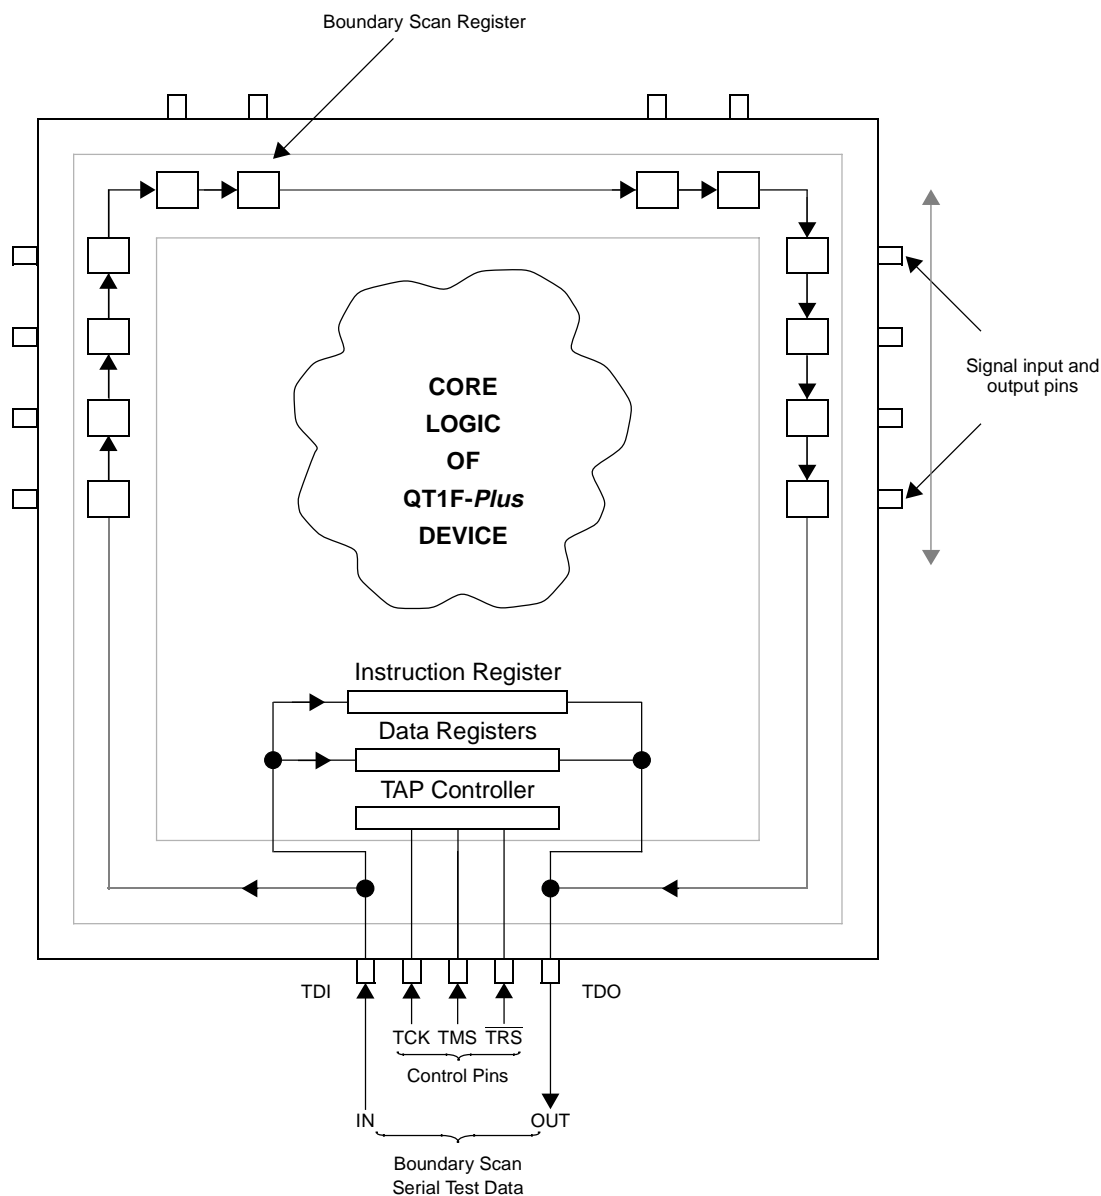 Boundary Scan Register
Signal input and
output pins
CORE
LOGIC
OF
QT1F-Plus
DEVICE
Instruction Register
Data Registers
TAP Controller
TDI
TDO
TCK TMS TRS
Control Pins
IN
OUT
Boundary Scan
Serial Test Data